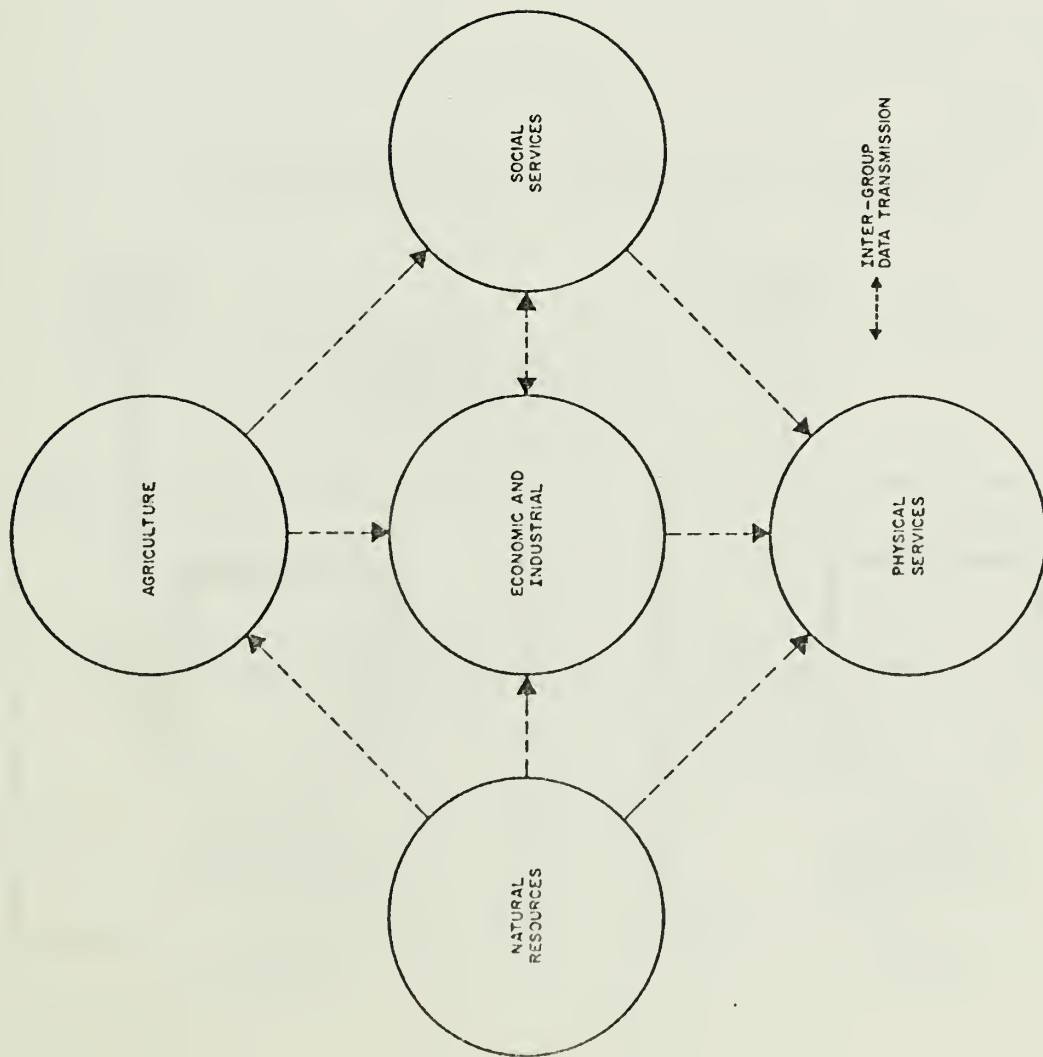 AGRICULTURE
NATURAL
RESOURCES
ECONOMIC AND
INDUSTRIAL
SOCIAL
SERVICES
PHYSICAL
SERVICES
INTER-GROUP
DATA TRANSMISSION